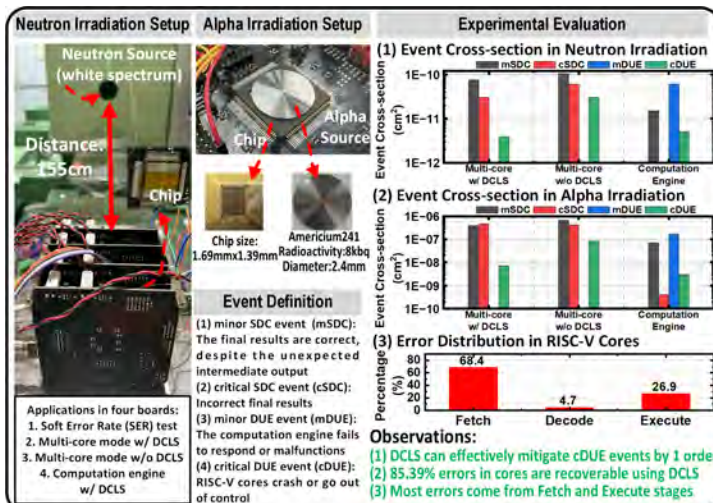 Neutron Irradiation Setup
Neutron Source
(white spectrum)
Distance:
155cm
Chip
Applications in four boards:
1. Soft Error Rate (SER) test
2. Multi-core mode w/ DCLS
3. Multi-core mode w/o DCLS
4. Computation engine
w/ DCLS
Alpha Irradiation Setup
Chip
Alpha
Source
Chip size:
1.69mmx1.39mm
Americium241
Radioactivity:8kbq
Diameter:2.4mm
Event Definition
(1) minor SDC event (mSDC):
The final results are correct,
despite the unexpected
intermediate output
(2) critical SDC event (cSDC):
Incorrect final results
(3) minor DUE event (mDUE):
The computation engine fails
to respond or malfunctions
(4) critical DUE event (cDUE):
RISC-V cores crash or go out
of control
Experimental Evaluation
(1) Event Cross-section in Neutron Irradiation
mSDC cSDC mDUE cDUE
Event Cross-section
(cm²)
1E-10
1E-11
1E-12
Multi-core
w/ DCLS
Multi-core
w/o DCLS
Computation
Engine
(2) Event Cross-section in Alpha Irradiation
mSDC cSDC mDUE cDUE
Event Cross-section
(cm²)
1E-06
1E-07
1E-08
1E-09
1E-10
Multi-core
w/ DCLS
Multi-core
w/o DCLS
Computation
Engine
(3) Error Distribution in RISC-V Cores
Percentage
(%)
80
60
40
20
0
68.4
4.7
26.9
Fetch
Decode
Execute
Observations:
(1) DCLS can effectively mitigate cDUE events by 1 orde
(2) 85.39% errors in cores are recoverable using DCLS
(3) Most errors come from Fetch and Execute stages